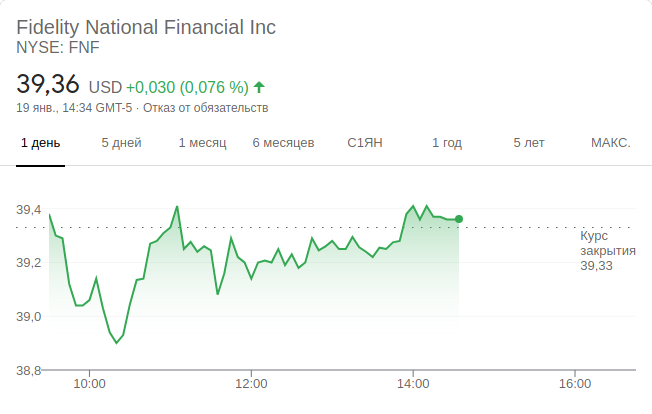 Fidelity National Financial Inc
NYSE: FNF
39,36 USD +0,030 (0,076 %)
19 янв., 14:34 GMT-5 · Отказ от обязательств
1 день 5 дней 1 месяц 6 месяцев С1ЯН 1 год 5 лет МАКС.
39,4
Курс
закрытия
39,33
39,2
39,0
38,8
10:00 12:00 14:00 16:00